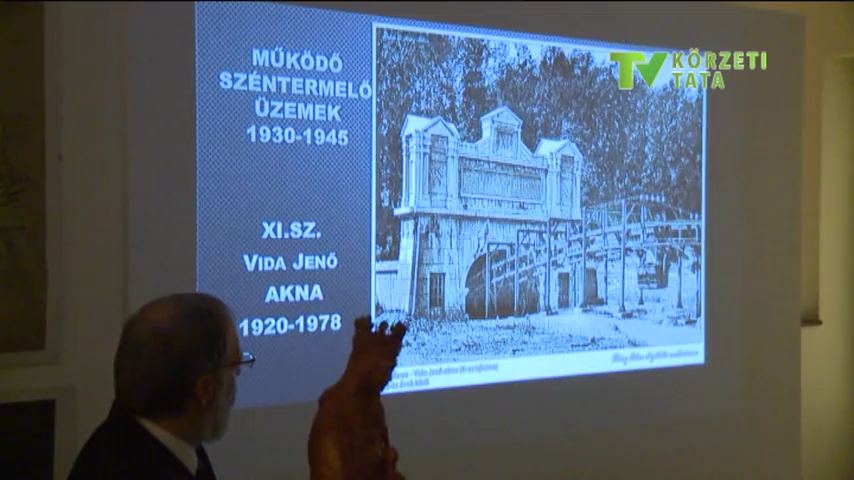 MŰKÖDŐ
SZÉNTERMELŐ
ÜZEMEK
1930-1945
XI.SZ.
VIDA JENŐ
AKNA
1920-1978
TV KÖRZETI
TATA